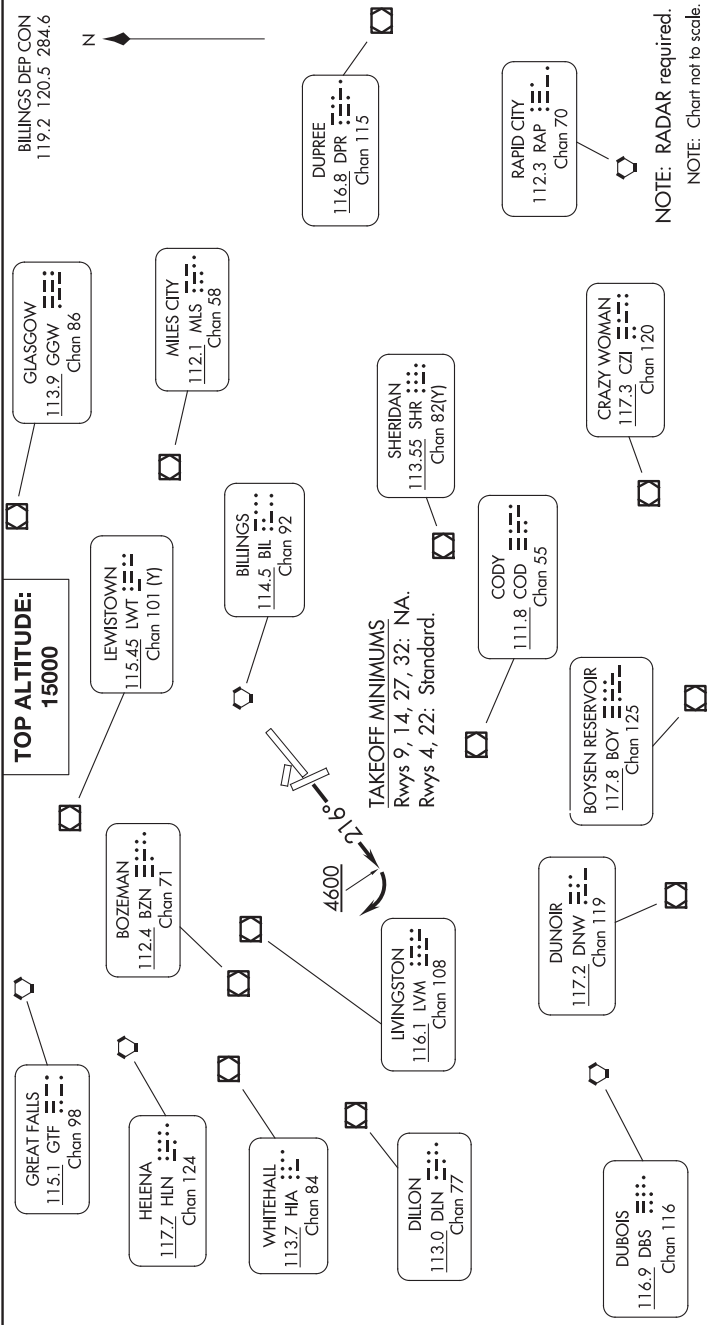 BILLINGS DEP CON
119.2 120.5 284.6
N
TOP ALTITUDE:
15000
GLASGOW
113.9 GGW
Chan 86
GREAT FALLS
115.1 GTF
Chan 98
LEWISTOWN
115.45 LWT
Chan 101 (Y)
MILES CITY
112.1 MLS
Chan 58
HELENA
117.7 HLN
Chan 124
BOZEMAN
112.4 BZN
Chan 71
BILLINGS
114.5 BIL
Chan 92
WHITEHALL
113.7 HIA
Chan 84
DUPREE
116.8 DPR
Chan 115
216°
4600
LIVINGSTON
116.1 LVM
Chan 108
DILLON
113.0 DLN
Chan 77
TAKEOFF MINIMUMS
Rwys 9, 14, 27, 32: NA.
Rwys 4, 22: Standard.
SHERIDAN
113.55 SHR
Chan 82(Y)
CODY
111.8 COD
Chan 55
RAPID CITY
112.3 RAP
Chan 70
DUNOIR
117.2 DNW
Chan 119
BOYSEN RESERVOIR
117.8 BOY
Chan 125
CRAZY WOMAN
117.3 CZI
Chan 120
DUBOIS
116.9 DBS
Chan 116
NOTE: RADAR required.
NOTE: Chart not to scale.